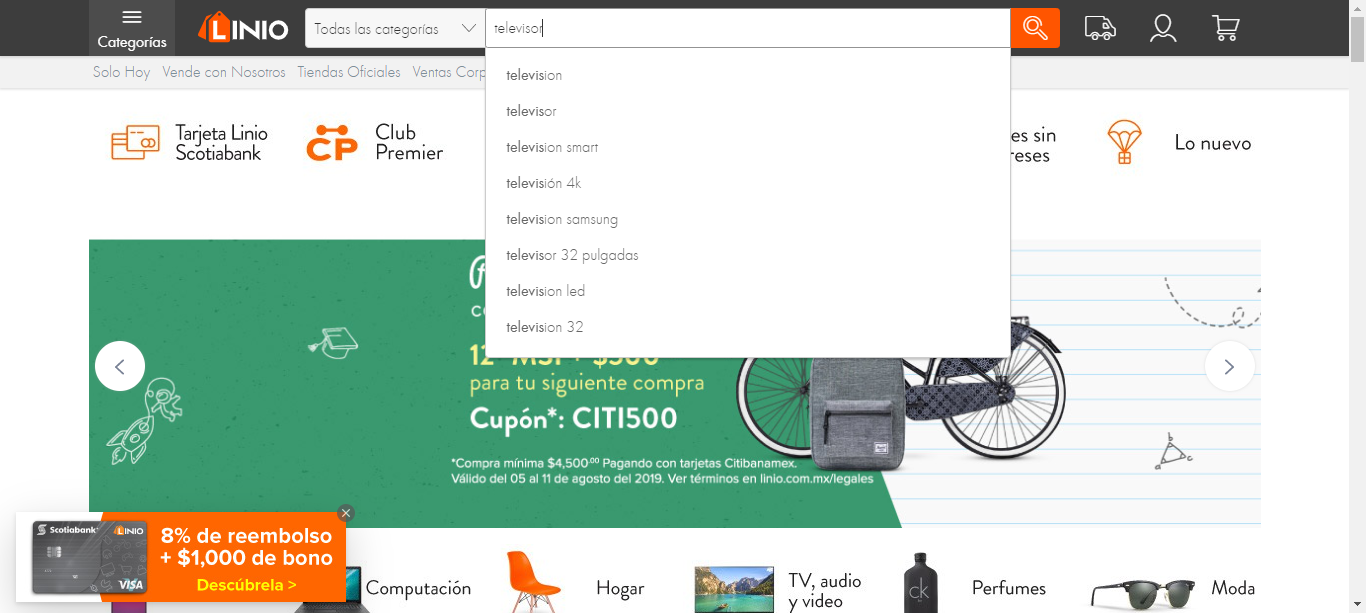 Categorías
LINIO
Todas las categorías
televisor
Solo Hoy
Vende con Nosotros
Tiendas Oficiales
Ventas Corp
television
televisor
television smart
televisión 4k
television samsung
televisor 32 pulgadas
television led
television 32
Tarjeta Linio
Scotiabank
CP
Club
Premier
es sin
reses
Lo nuevo
para tu siguiente compra
Cupón*: CITI500
*Compra mínima $4,500.00 Pagando con tarjetas Citibanamex.
Válido del 05 al 11 de agosto del 2019. Ver términos en linio.com.mx/legales
Scotiabank
LINIO
VISA
8% de reembolso
+ $1,000 de bono
Descúbrela >
Computación
Hogar
TV, audio
y video
ck
Perfumes
Moda